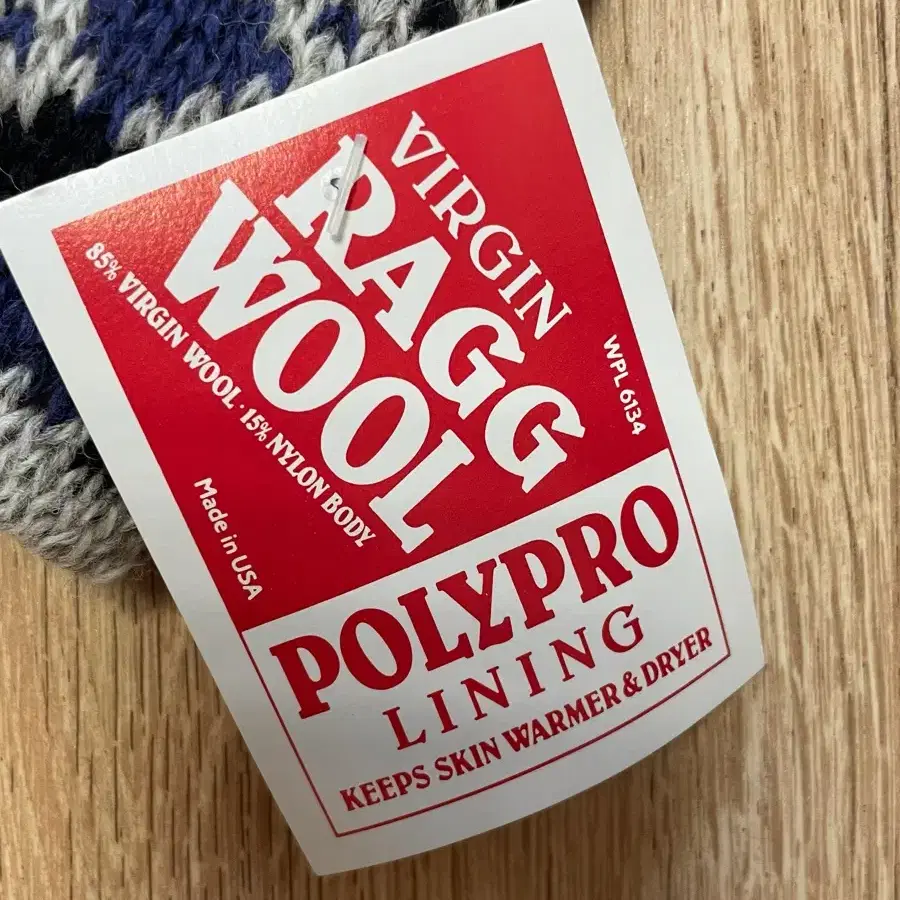 VIRGIN
RAGG
WOOL
85% VIRGIN WOOL · 15% NYLON BODY
WPL 6134
Made in USA
POLYPRO
LINING
KEEPS SKIN WARMER & DRYER